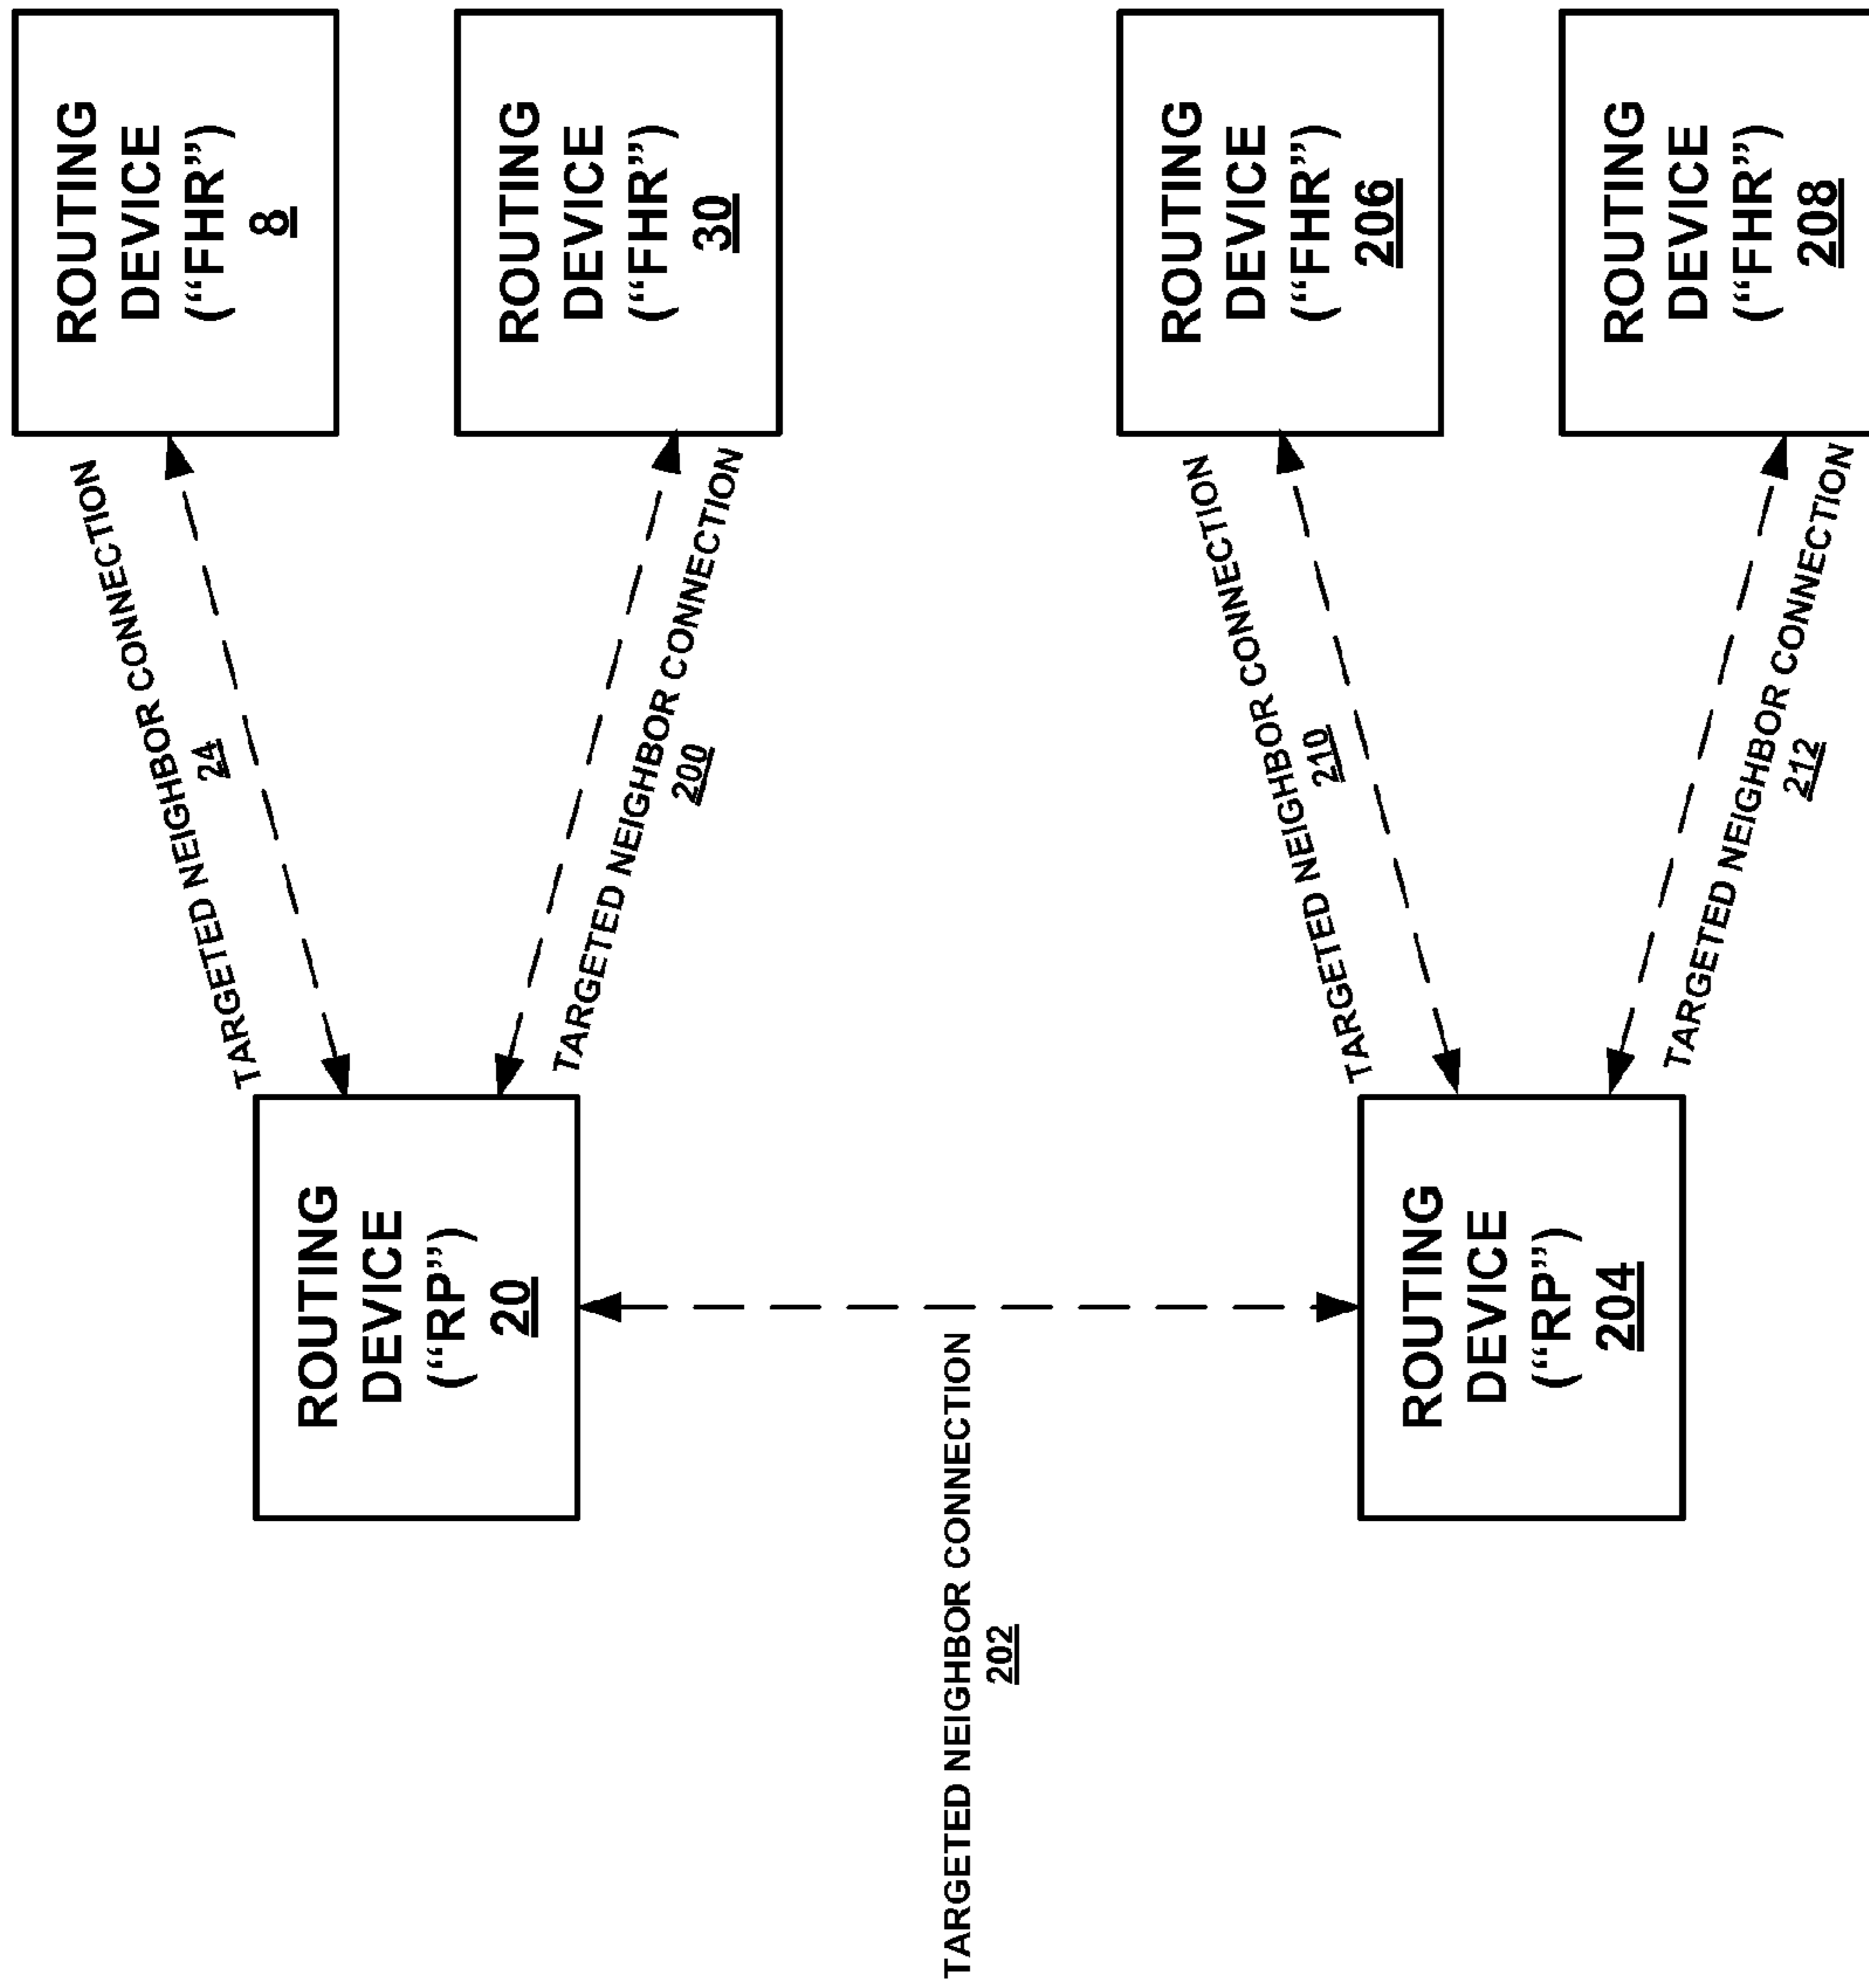 ROUTING
DEVICE
(“FHR”)
8
ROUTING
DEVICE
(“FHR”)
30
ROUTING
DEVICE
(“FHR”)
206
ROUTING
DEVICE
(“FHR”)
208
TARGETED NEIGHBOR CONNECTION
24
TARGETED NEIGHBOR CONNECTION
200
TARGETED NEIGHBOR CONNECTION
210
TARGETED NEIGHBOR CONNECTION
212
ROUTING
DEVICE
(“RP”)
20
ROUTING
DEVICE
(“RP”)
204
TARGETED NEIGHBOR CONNECTION
202